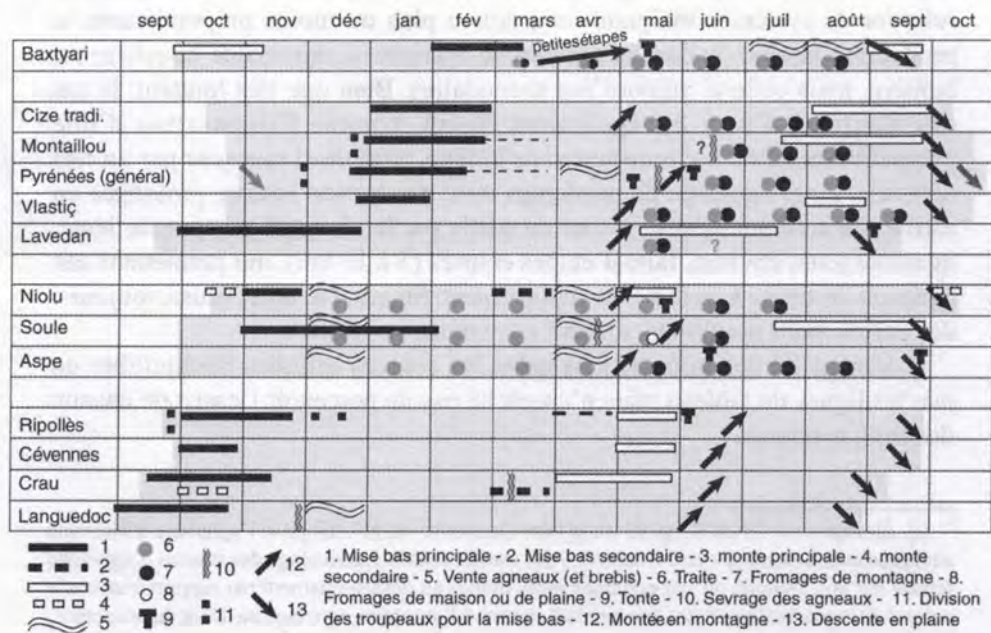 sept oct nov déc jan fév mars avr mai juin juil août sept oct
Baxtyari
petitesétapes
Cize tradi.
Montaillou
?
Pyrénées (général)
Vlastiç
Lavedan
?
Niolu
Soule
Aspe
Ripollès
Cévennes
Crau
Languedoc
1 6 10 12
2
3
4 9 11 13
5
1. Mise bas principale - 2. Mise bas secondaire - 3. monte principale - 4. monte
secondaire - 5. Vente agneaux (et brebis) - 6. Traite - 7. Fromages de montagne - 8.
Fromages de maison ou de plaine - 9. Tonte - 10. Sevrage des agneaux - 11. Division
des troupeaux pour la mise bas - 12. Montée en montagne - 13. Descente en plaine